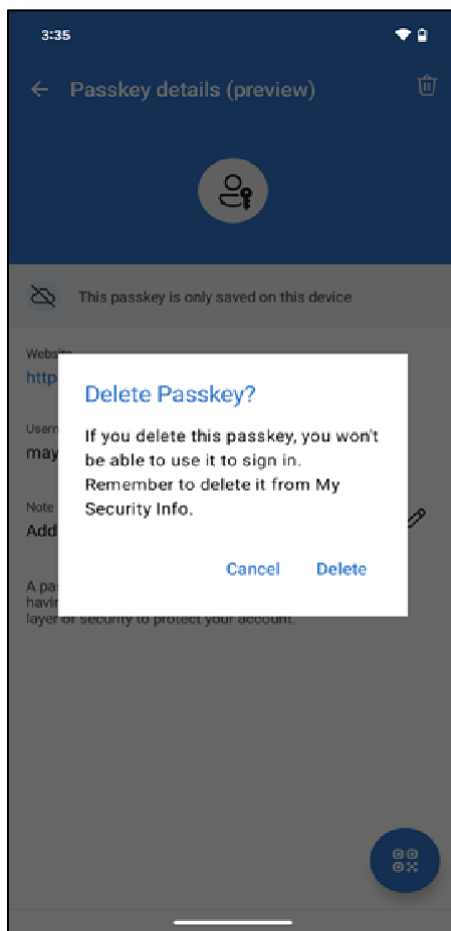 3:35
Passkey details (preview)
This passkey is only saved on this device
Website
http
Delete Passkey?
If you delete this passkey, you won't
be able to use it to sign in.
Remember to delete it from My
Security Info.
Cancel
Delete
Usern
may
Note
Add
A pa
havin
layer of security to protect your account.